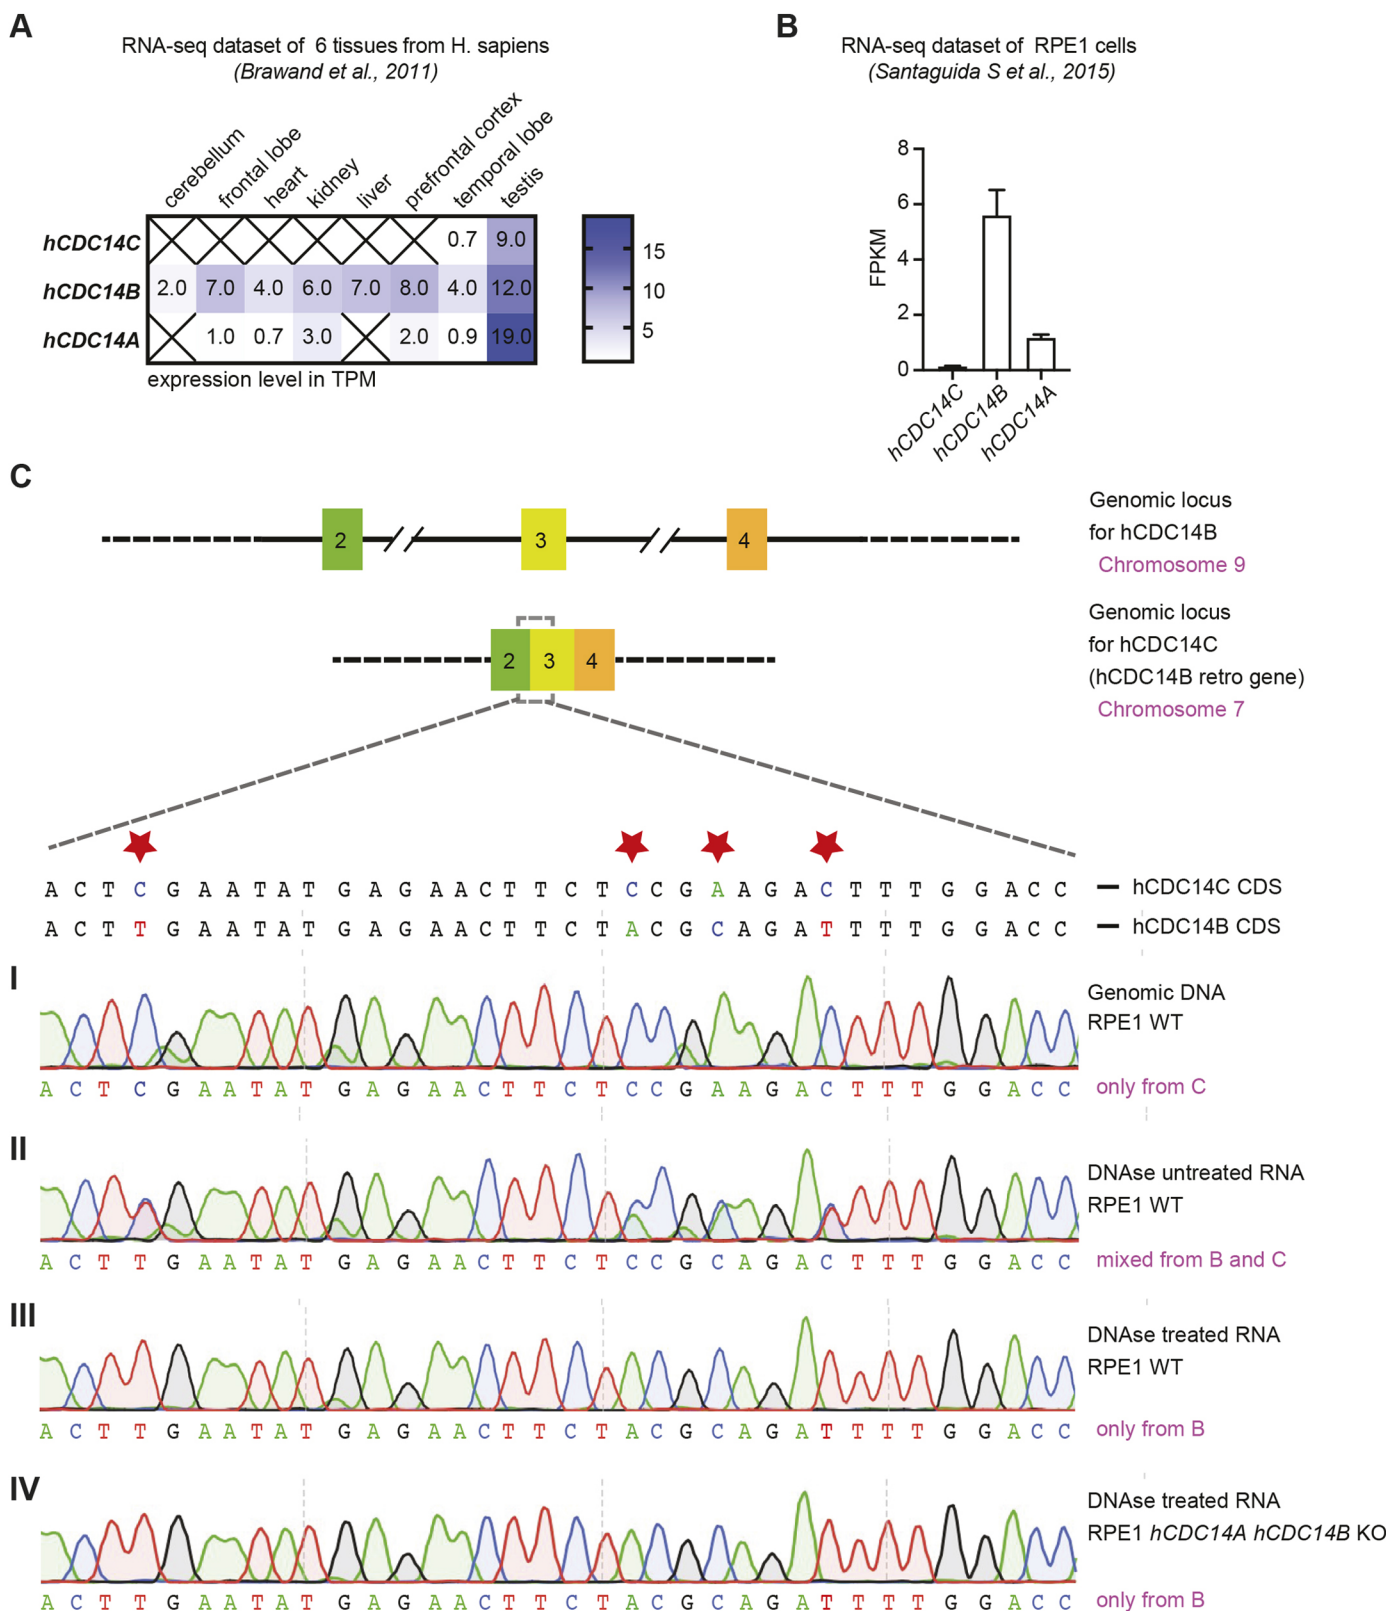 A
RNA-seq dataset of 6 tissues from H. sapiens
(Brawand et al., 2011)
cerebellum
frontal lobe
heart
kidney
liver
prefrontal cortex
temporal lobe
testis
hCDC14C 0.7 9.0
hCDC14B 2.0 7.0 4.0 6.0 7.0 8.0 4.0 12.0
hCDC14A 1.0 0.7 3.0 2.0 0.9 19.0
expression level in TPM
15
10
5
B
RNA-seq dataset of RPE1 cells
(Santaguida S et al., 2015)
FPKM
8
6
4
2
0
hCDC14C
hCDC14B
hCDC14A
C
2 3 4
Genomic locus
for hCDC14B
Chromosome 9
2 3 4
Genomic locus
for hCDC14C
(hCDC14B retro gene)
Chromosome 7
A C T C G A A T A T G A G A A C T T C T C C G A A G A C T T T G G A C C hCDC14C CDS
A C T T G A A T A T G A G A A C T T C T A C G C A G A T T T T G G A C C hCDC14B CDS
I
Genomic DNA
RPE1 WT
A C T C G A A T A T G A G A A C T T C T C C G A A G A C T T T G G A C C only from C
II
DNAse untreated RNA
RPE1 WT
A C T T G A A T A T G A G A A C T T C T C C G C A G A C T T T G G A C C mixed from B and C
III
DNAse treated RNA
RPE1 WT
A C T T G A A T A T G A G A A C T T C T A C G C A G A T T T T G G A C C only from B
IV
DNAse treated RNA
RPE1 hCDC14A hCDC14B KO
A C T T G A A T A T G A G A A C T T C T A C G C A G A T T T T G G A C C only from B